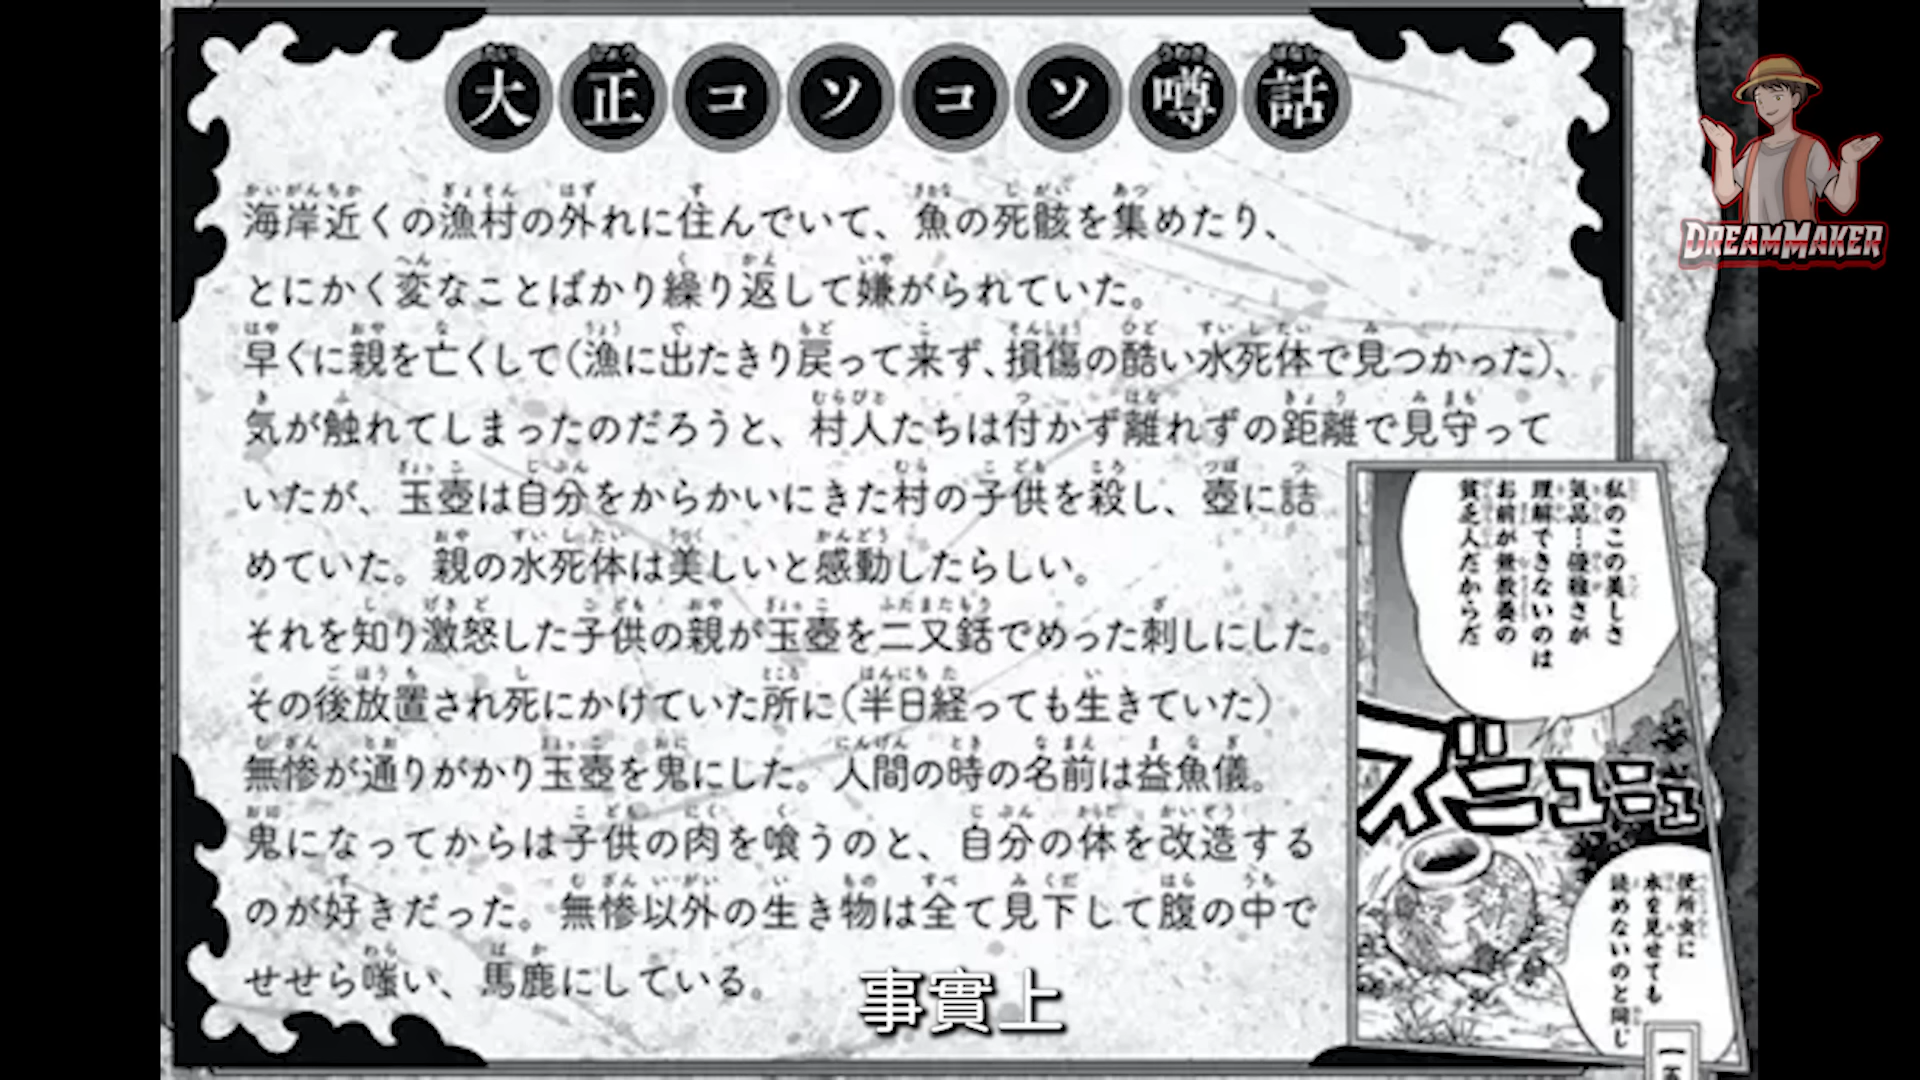 大正コソコソ噂話
海岸近くの漁村の外れに住んでいて、魚の死骸を集めたり、
とにかく変なことばかり繰り返して嫌がられていた。
早くに親を亡くして(漁に出たきり戻って来ず、損傷の酷い水死体で見つかった)、
気が触れてしまったのだろうと、村人たちは付かず離れずの距離で見守って
いたが、玉壺は自分をからかいにきた村の子供を殺し、壺に詰
めていた。親の水死体は美しいと感動したらしい。
それを知り激怒した子供の親が玉壺を二又銛でめった刺しにした。
その後放置され死にかけていた所に(半日経っても生きていた)
無惨が通りがかり玉壺を鬼にした。人間の時の名前は益魚儀。
鬼になってからは子供の肉を喰うのと、自分の体を改造する
のが好きだった。無惨以外の生き物は全て見下して腹の中で
せせら嗤い、馬鹿にしている。
私のこの美しさ
気品…優雅さが
理解できないのは
お前が無教養の
貧乏人だからだ
ズニュニュ
便所虫に
本を見せても
読めないのと同じ
事實上
DREAMMAKER